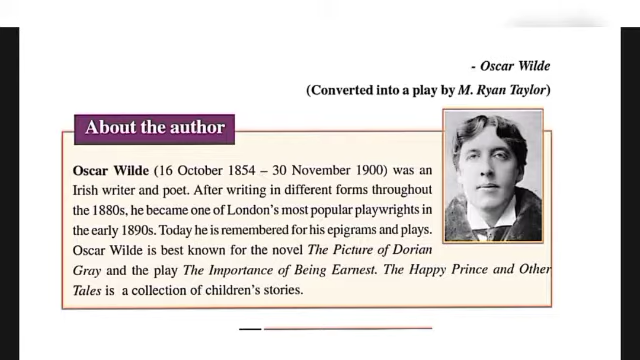 - Oscar Wilde
(Converted into a play by M. Ryan Taylor)
About the author
Oscar Wilde (16 October 1854 – 30 November 1900) was an
Irish writer and poet. After writing in different forms throughout
the 1880s, he became one of London's most popular playwrights in
the early 1890s. Today he is remembered for his epigrams and plays.
Oscar Wilde is best known for the novel The Picture of Dorian
Gray and the play The Importance of Being Earnest. The Happy Prince and Other
Tales is a collection of children's stories.